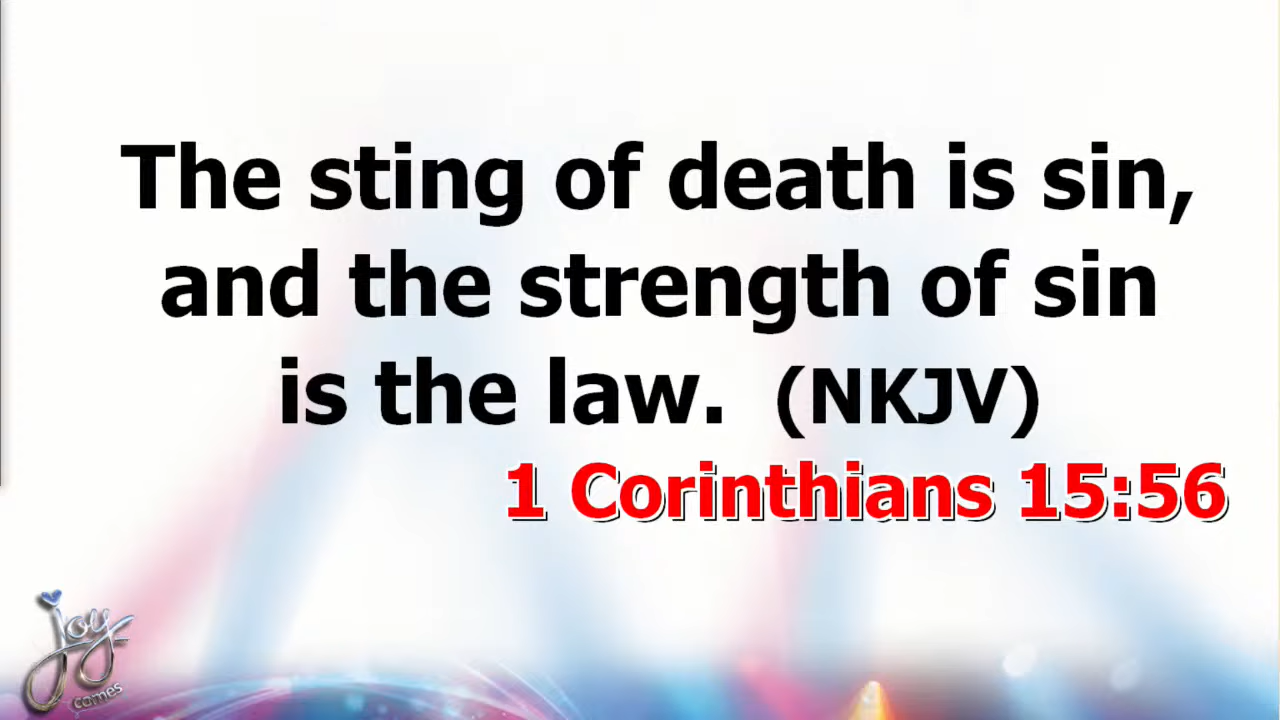 The sting of death is sin,
and the strength of sin
is the law. (NKJV)
1 Corinthians 15:56
joy
comes